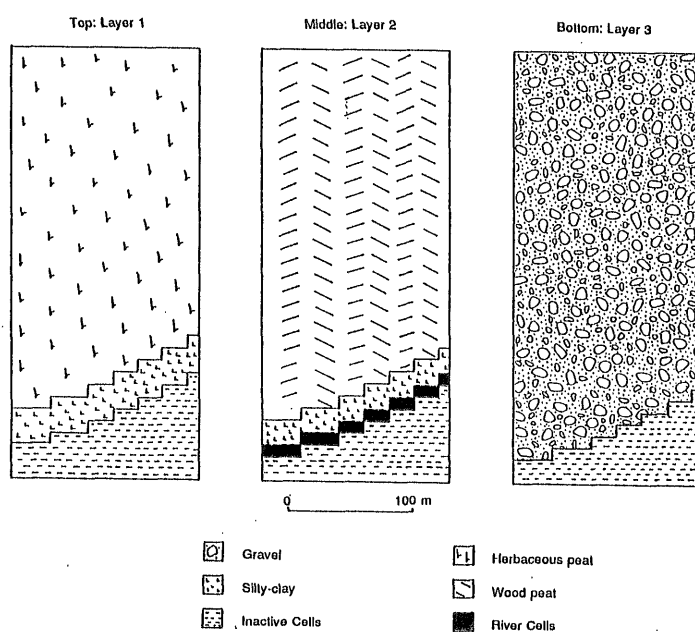 Top: Layer 1
Middle: Layer 2
Bottom: Layer 3
0 100 m
Gravel
Silly-clay
Inactive Cells
Herbaceous peat
Wood peat
River Cells